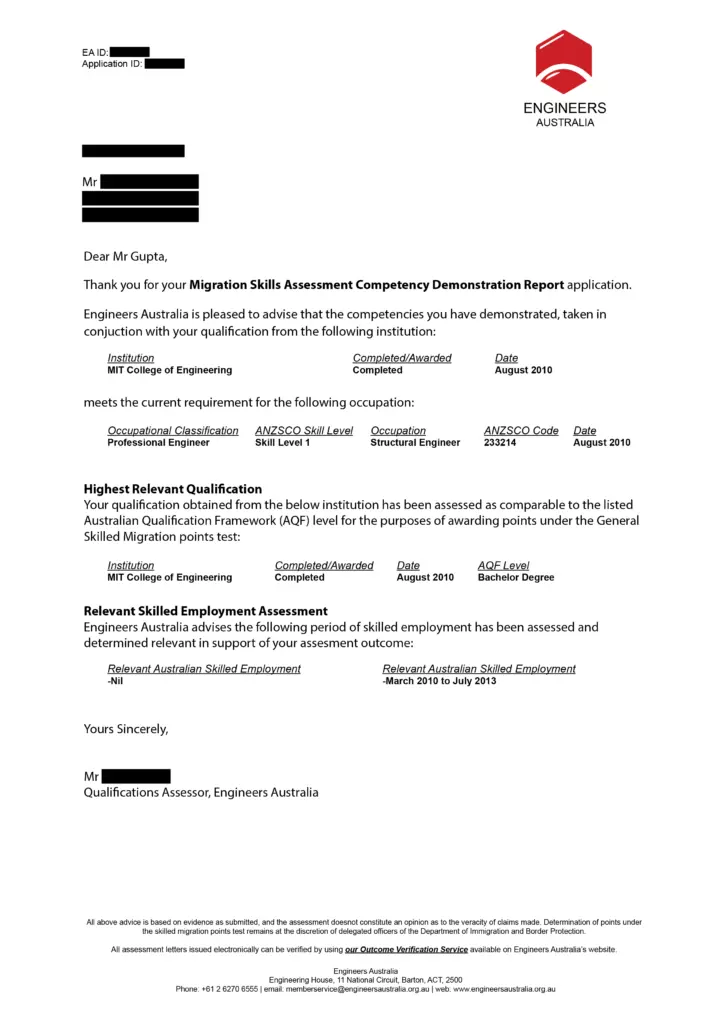 EA ID:
Application ID:
ENGINEERS
AUSTRALIA
Mr
Dear Mr Gupta,
Thank you for your Migration Skills Assessment Competency Demonstration Report application.
Engineers Australia is pleased to advise that the competencies you have demonstrated, taken in
conjuction with your qualification from the following institution:
Institution Completed/Awarded Date
MIT College of Engineering Completed August 2010
meets the current requirement for the following occupation:
Occupational Classification ANZSCO Skill Level Occupation ANZSCO Code Date
Professional Engineer Skill Level 1 Structural Engineer 233214 August 2010
Highest Relevant Qualification
Your qualification obtained from the below institution has been assessed as comparable to the listed
Australian Qualification Framework (AQF) level for the purposes of awarding points under the General
Skilled Migration points test:
Institution Completed/Awarded Date AQF Level
MIT College of Engineering Completed August 2010 Bachelor Degree
Relevant Skilled Employment Assessment
Engineers Australia advises the following period of skilled employment has been assessed and
determined relevant in support of your assesment outcome:
Relevant Australian Skilled Employment Relevant Australian Skilled Employment
-Nil -March 2010 to July 2013
Yours Sincerely,
Mr
Qualifications Assessor, Engineers Australia
All above advice is based on evidence as submitted, and the assessment doesnot constitute an opinion as to the veracity of claims made. Determination of points under
the skilled migration points test remains at the discretion of delegated officers of the Department of Immigration and Border Protection.
All assessment letters issued electronically can be verified by using our Outcome Verification Service available on Engineers Australia's website.
Engineers Australia
Engineering House, 11 National Circuit, Barton, ACT, 2500
Phone: +61 2 6270 6555 | email: memberservice@engineersaustralia.org.au | web: www.engineersaustralia.org.au